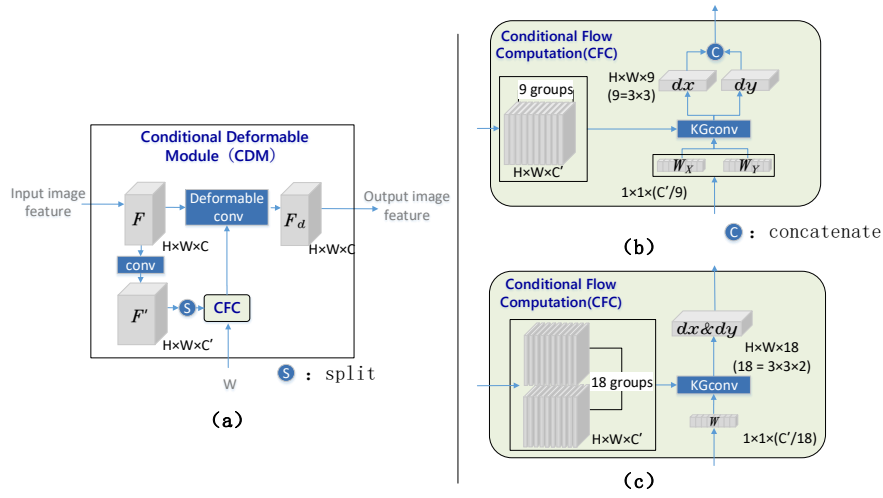 Conditional Deformable
Module (CDM)
Input image
feature
F
H×W×C
Deformable
conv
F_d
H×W×C
Output image
feature
conv
F'
H×W×C'
S
CFC
W
S : split
(a)
Conditional Flow
Computation(CFC)
C
H×W×9
(9=3×3)
dx
dy
9 groups
KGconv
H×W×C'
W_X
W_Y
1×1×(C'/9)
(b)
C : concatenate
Conditional Flow
Computation(CFC)
dx&dy
H×W×18
(18 = 3×3×2)
18 groups
KGconv
H×W×C'
W
1×1×(C'/18)
(c)